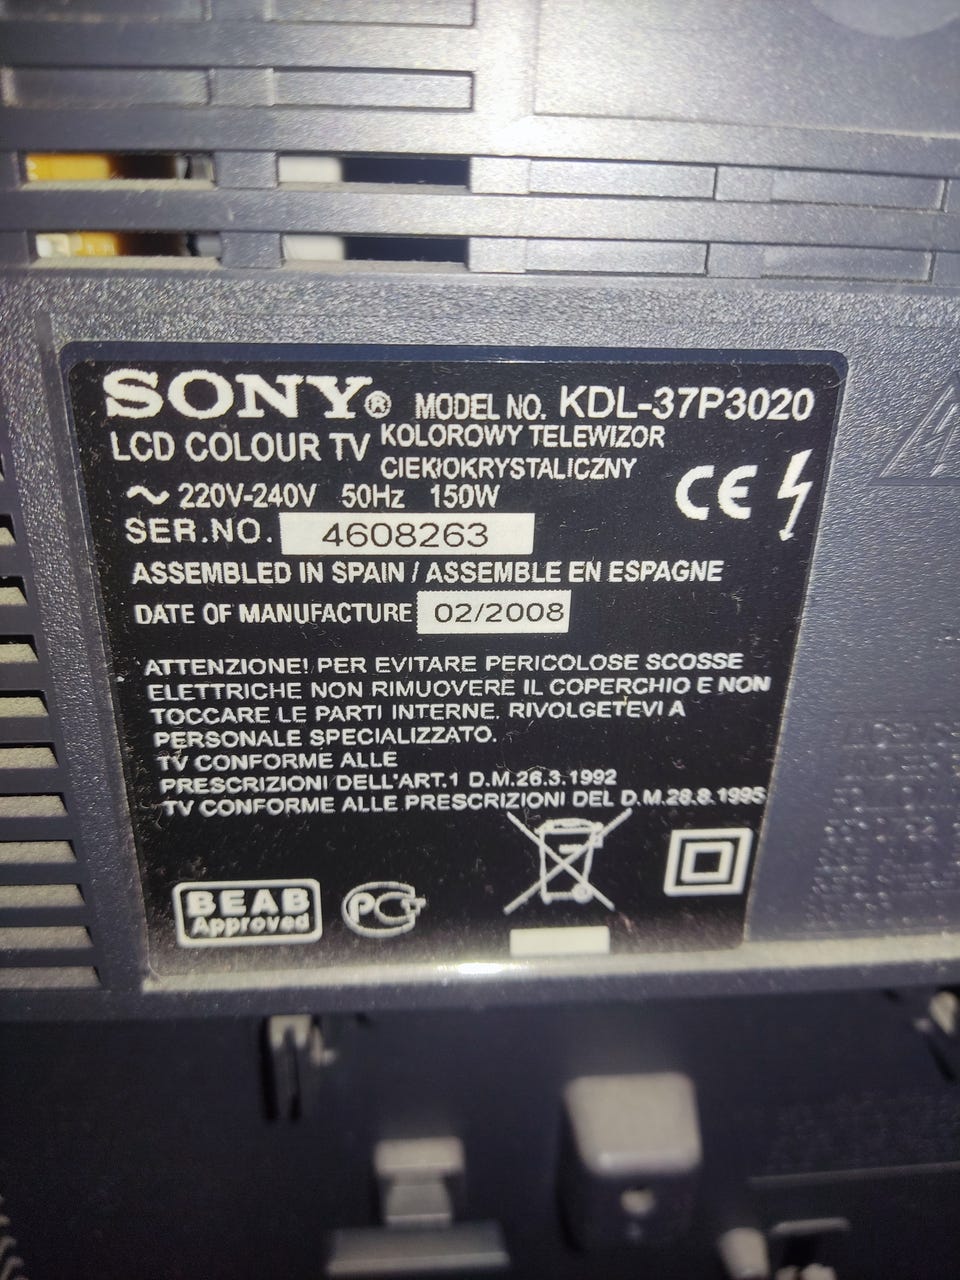 SONY® MODEL NO. KDL-37P3020
LCD COLOUR TV KOLOROWY TELEWIZOR
CIEKIOKRYSTALICZNY
~ 220V-240V 50Hz 150W
SER.NO. 4608263
ASSEMBLED IN SPAIN / ASSEMBLE EN ESPAGNE
DATE OF MANUFACTURE 02/2008
ATTENZIONE! PER EVITARE PERICOLOSE SCOSSE
ELETTRICHE NON RIMUOVERE IL COPERCHIO E NON
TOCCARE LE PARTI INTERNE. RIVOLGETEVI A
PERSONALE SPECIALIZZATO.
TV CONFORME ALLE
PRESCRIZIONI DELL'ART.1 D.M.26.3.1992
TV CONFORME ALLE PRESCRIZIONI DEL D.M.28.8.1995
CE
BEAB
Approved
PCT